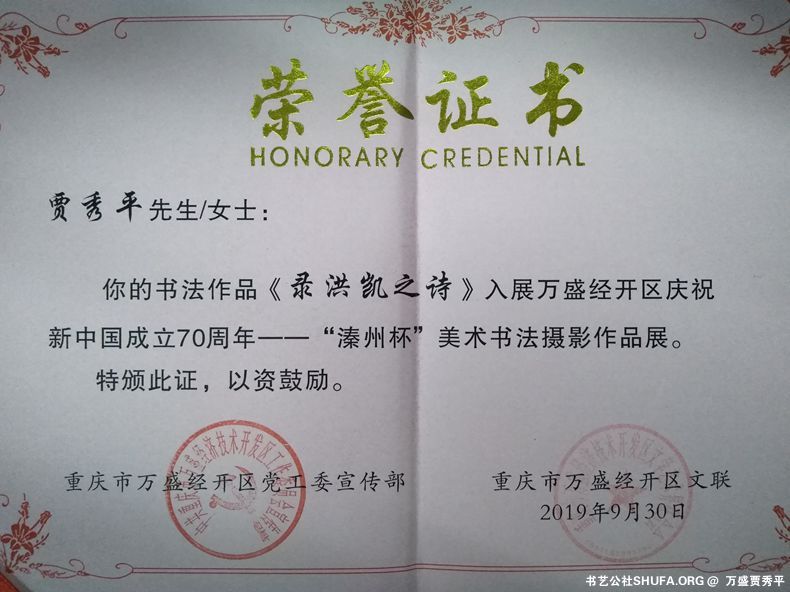 荣誉证书
HONORARY CREDENTIAL
贾秀平先生/女士：
你的书法作品《录洪凯之诗》入展万盛经开区庆祝
新中国成立70周年——“溱州杯”美术书法摄影作品展。
特颁此证，以资鼓励。
重庆市万盛经开区党工委宣传部
重庆市万盛经开区文联
2019年9月30日
书艺公社SHUFA.ORG @ 万盛贾秀平